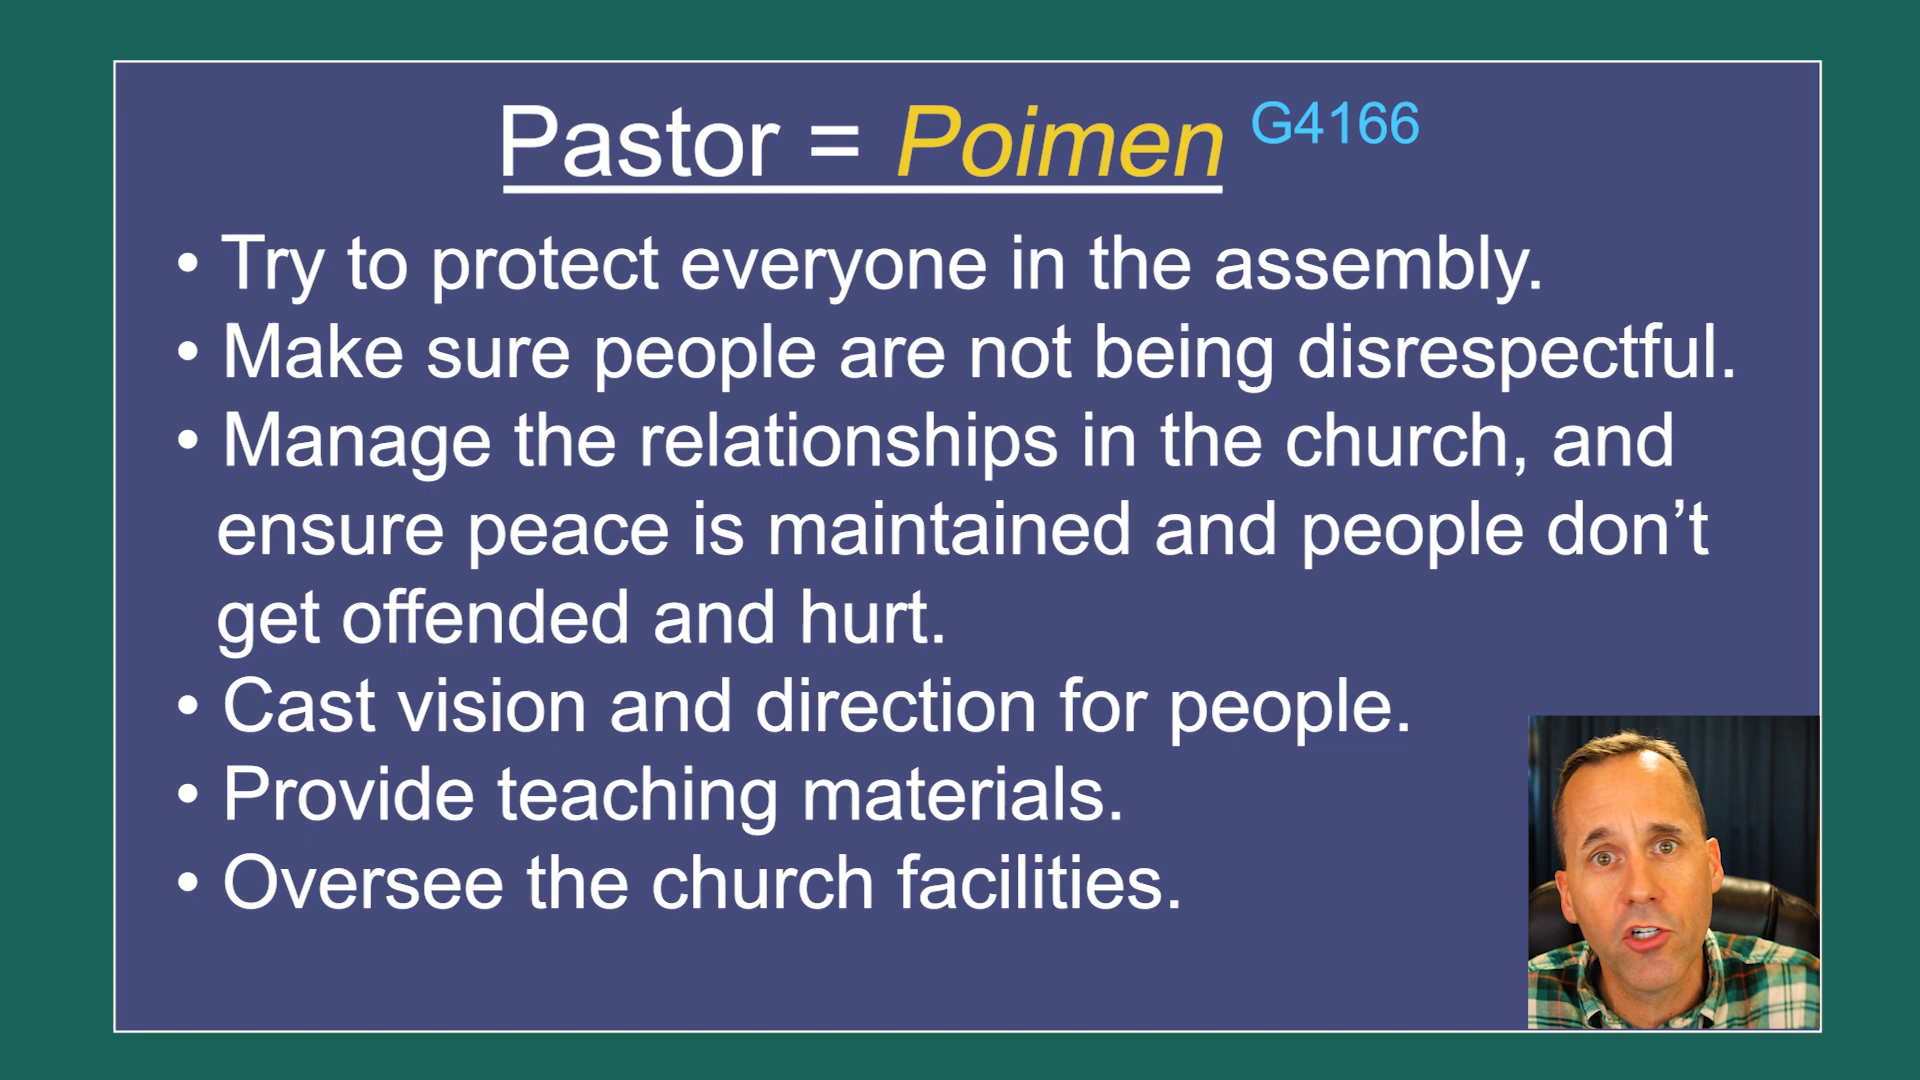 Pastor = Poimen G4166
• Try to protect everyone in the assembly.
• Make sure people are not being disrespectful.
• Manage the relationships in the church, and
ensure peace is maintained and people don’t
get offended and hurt.
• Cast vision and direction for people.
• Provide teaching materials.
• Oversee the church facilities.